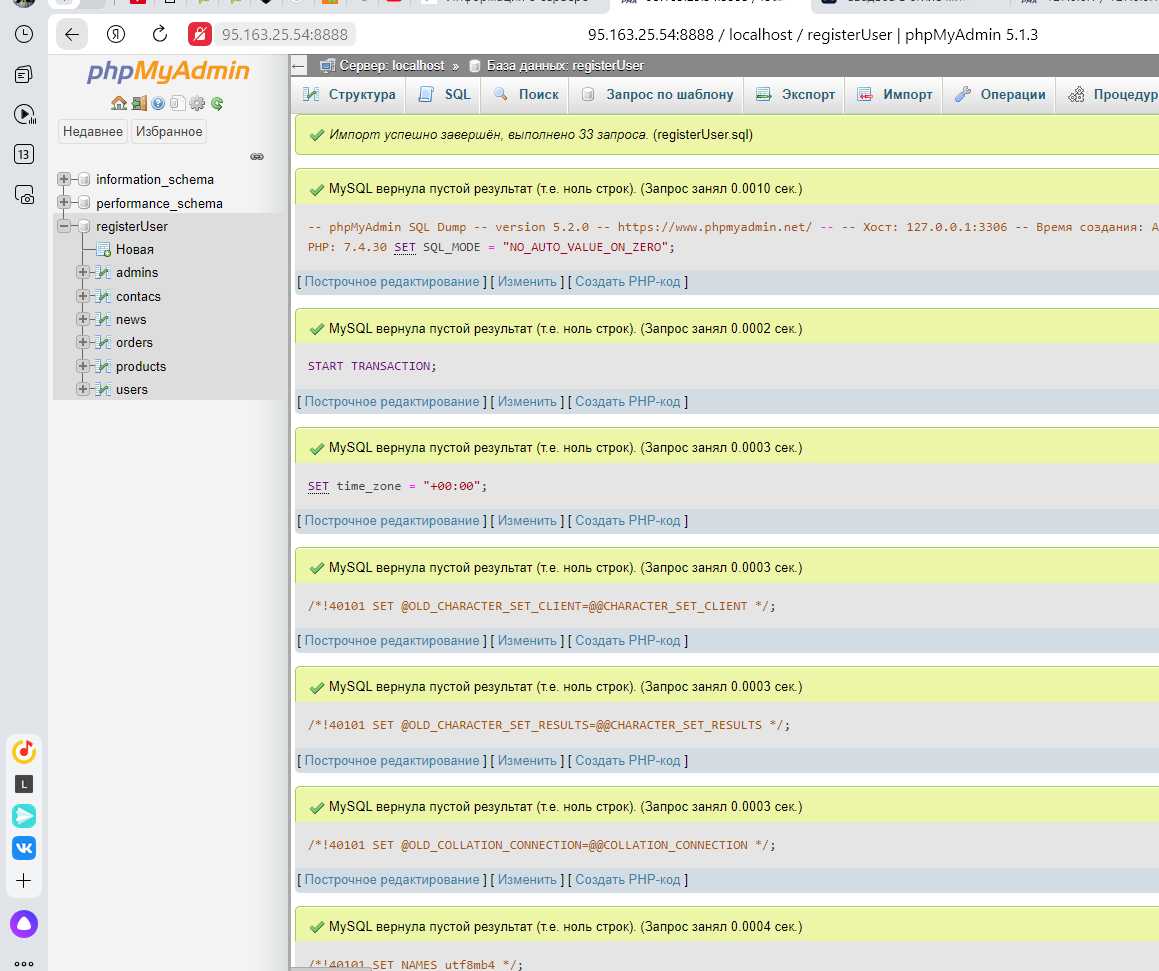 95.163.25.54:8888
95.163.25.54:8888 / localhost / registerUser | phpMyAdmin 5.1.3
phpMyAdmin
Недавнее Избранное
13
information_schema
performance_schema
registerUser
Новая
admins
contacs
news
orders
products
users
L
Сервер: localhost » База данных: registerUser
Структура SQL Поиск Запрос по шаблону Экспорт Импорт Операции Процедур
Импорт успешно завершён, выполнено 33 запроса. (registerUser.sql)
MySQL вернула пустой результат (т.е. ноль строк). (Запрос занял 0.0010 сек.)
-- phpMyAdmin SQL Dump -- version 5.2.0 -- https://www.phpmyadmin.net/ -- -- Хост: 127.0.0.1:3306 -- Время создания: А
PHP: 7.4.30 SET SQL_MODE = "NO_AUTO_VALUE_ON_ZERO";
[ Построчное редактирование ] [ Изменить ] [ Создать PHP-код ]
MySQL вернула пустой результат (т.е. ноль строк). (Запрос занял 0.0002 сек.)
START TRANSACTION;
[ Построчное редактирование ] [ Изменить ] [ Создать PHP-код ]
MySQL вернула пустой результат (т.е. ноль строк). (Запрос занял 0.0003 сек.)
SET time_zone = "+00:00";
[ Построчное редактирование ] [ Изменить ] [ Создать PHP-код ]
MySQL вернула пустой результат (т.е. ноль строк). (Запрос занял 0.0003 сек.)
/*!40101 SET @OLD_CHARACTER_SET_CLIENT=@@CHARACTER_SET_CLIENT */;
[ Построчное редактирование ] [ Изменить ] [ Создать PHP-код ]
MySQL вернула пустой результат (т.е. ноль строк). (Запрос занял 0.0003 сек.)
/*!40101 SET @OLD_CHARACTER_SET_RESULTS=@@CHARACTER_SET_RESULTS */;
[ Построчное редактирование ] [ Изменить ] [ Создать PHP-код ]
MySQL вернула пустой результат (т.е. ноль строк). (Запрос занял 0.0003 сек.)
/*!40101 SET @OLD_COLLATION_CONNECTION=@@COLLATION_CONNECTION */;
[ Построчное редактирование ] [ Изменить ] [ Создать PHP-код ]
MySQL вернула пустой результат (т.е. ноль строк). (Запрос занял 0.0004 сек.)
/*!40101 SET NAMES utf8mb4 */;